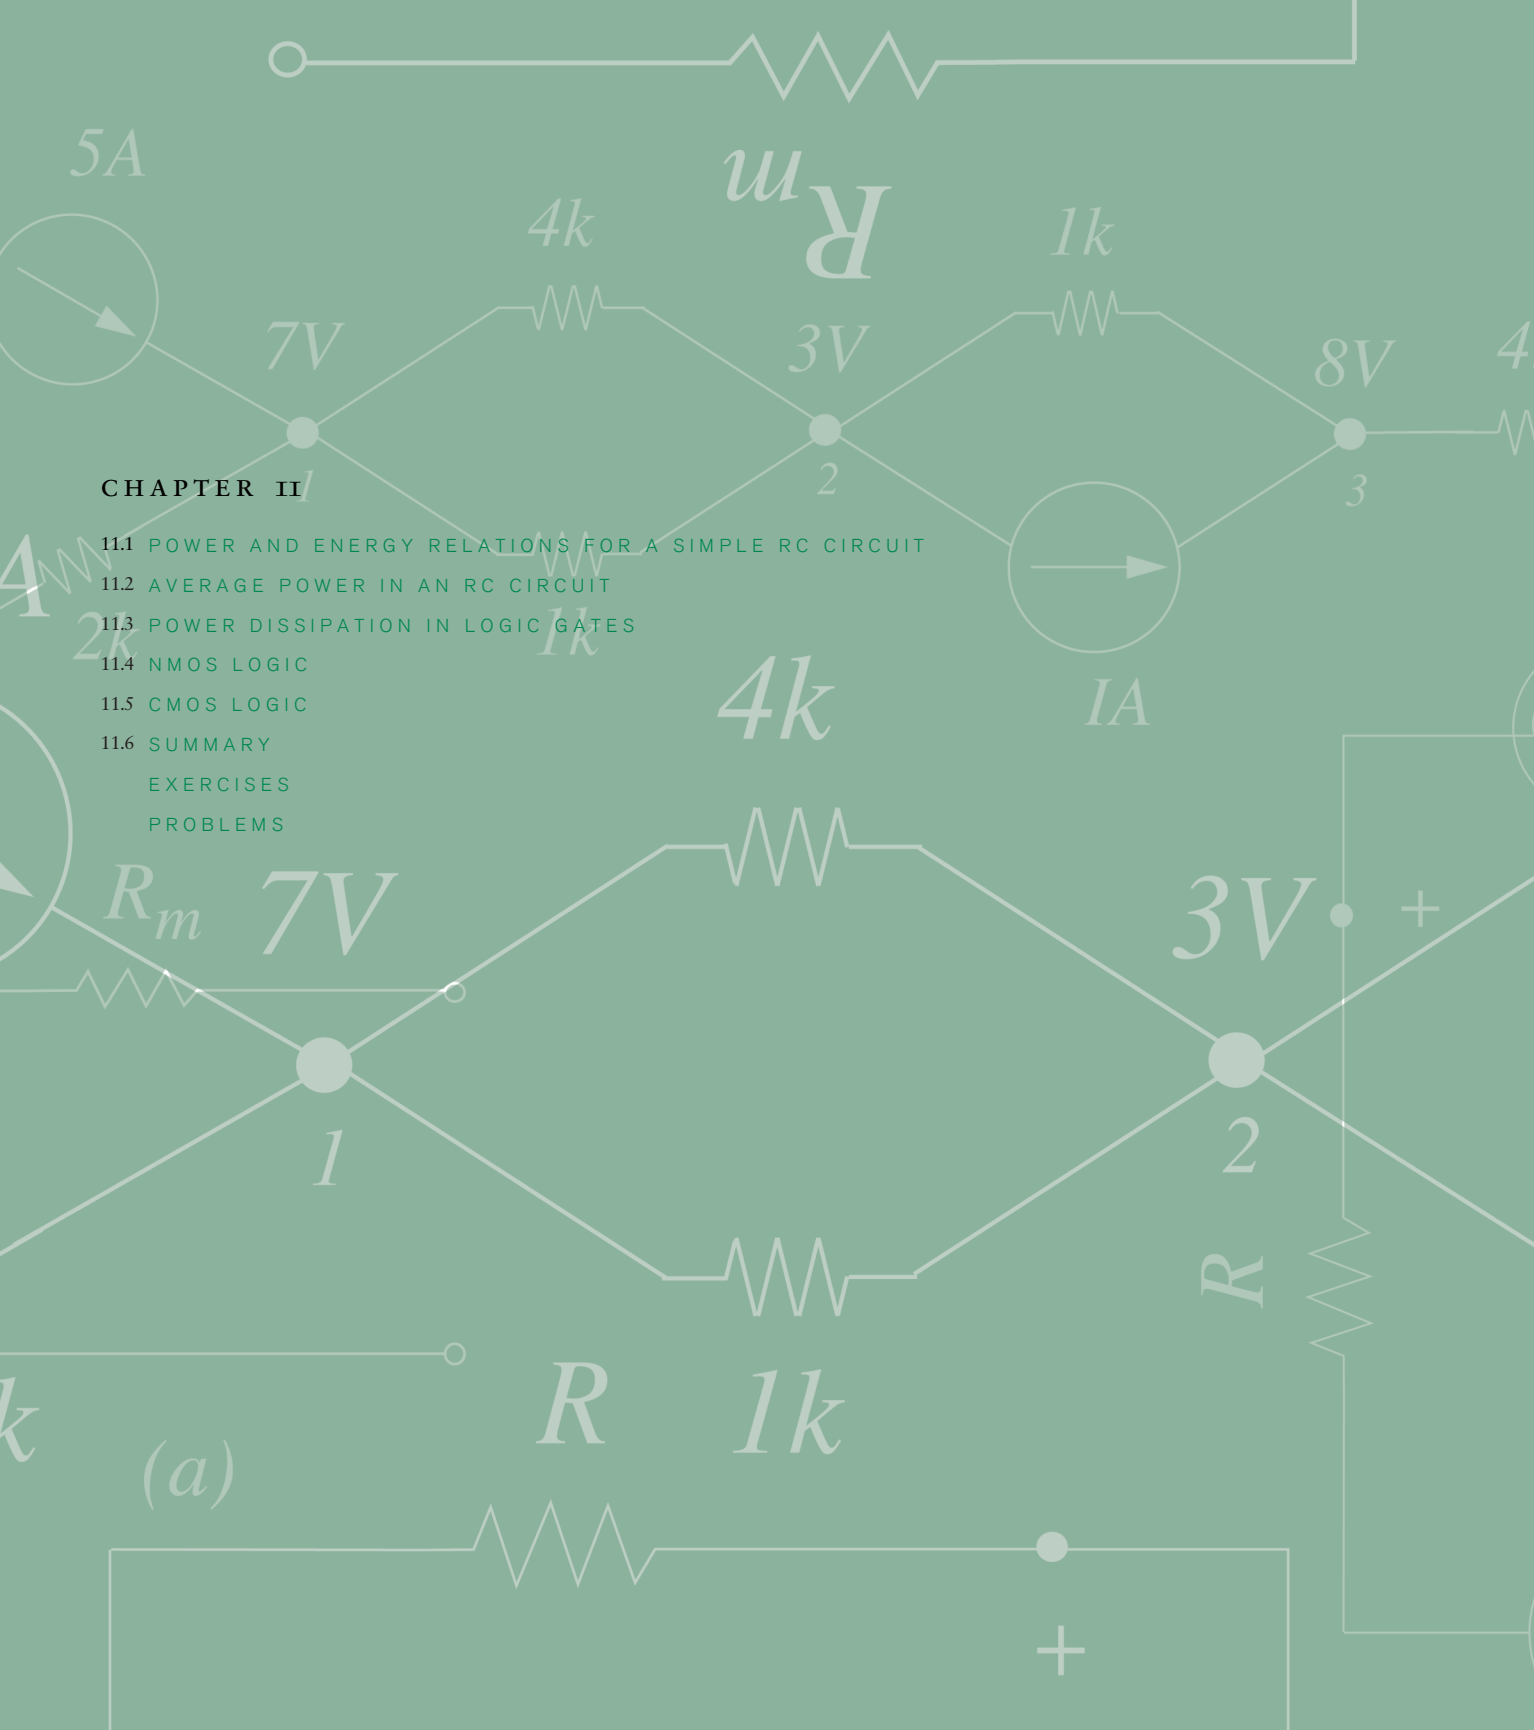 5A
4k
Rm
1k
7V
3V
8V
4
1
2
3
CHAPTER 11
11.1 POWER AND ENERGY RELATIONS FOR A SIMPLE RC CIRCUIT
11.2 AVERAGE POWER IN AN RC CIRCUIT
11.3 POWER DISSIPATION IN LOGIC GATES
11.4 NMOS LOGIC
11.5 CMOS LOGIC
11.6 SUMMARY
EXERCISES
PROBLEMS
A
2k
1k
4k
1A
Rm
7V
3V
+
1
2
R
k
R
1k
(a)
+